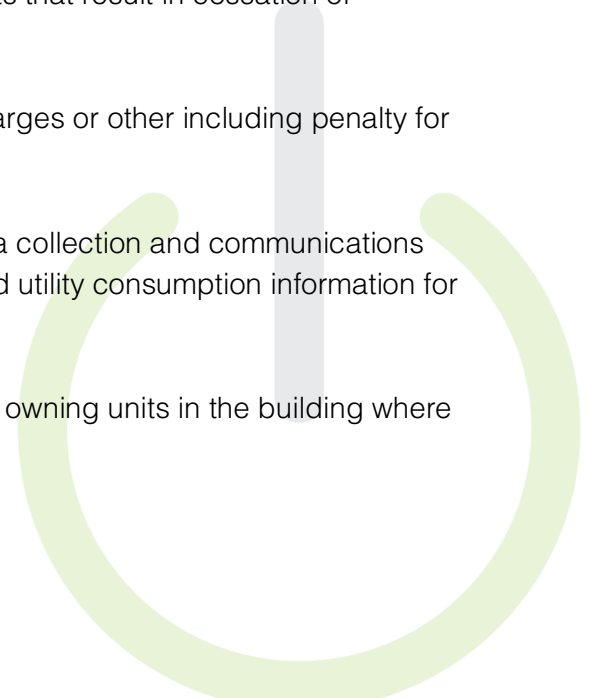 that result in cessation of
arges or other including penalty for
a collection and communications
d utility consumption information for
owning units in the building where